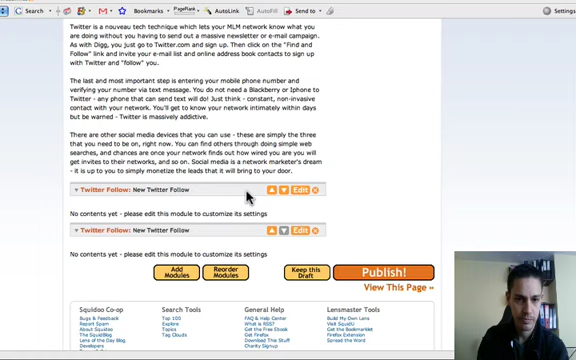 Search
Bookmarks
PageRank
AutoLink
AutoFill
Send to
Settings
Twitter is a nouveau tech technique which lets your MLM network know what you
are doing without you having to send out a massive newsletter or e-mail campaign.
As with Digg, you just go to Twitter.com and sign up. Then click on the "Find and
Follow" link and invite your e-mail list and online address book contacts to sign up
with Twitter and "follow" you.
The last and most important step is entering your mobile phone number and
verifying your number via text message. You do not need a Blackberry or Iphone to
Twitter - any phone that can send text will do! Just think - constant, non-invasive
contact with your network. You'll get to know your network intimately within days
but be warned - Twitter is massively addictive.
There are other social media devices that you can use - these are simply the three
that you need to be on, right now. You can find others through doing simple web
searches, and chances are once your network finds out how wired you are you will
get invites to their networks, and so on. Social media is a network marketer's dream
- it is up to you to simply monetize the leads that it will bring to your door.
Twitter Follow: New Twitter Follow Edit
No contents yet - please edit this module to customize its settings
Twitter Follow: New Twitter Follow Edit
No contents yet - please edit this module to customize its settings
Add Modules
Reorder Modules
Keep this Draft
Publish!
View This Page »
Squidoo Co-op
Bugs & Feedback
Report Spam
About Squidoo
The SquidBlog
Lens of the Day Blog
Developers
Search Tools
Top 100
Explore
Topics
Tag Clouds
General Help
FAQ & Help Center
What is RSS?
Get the Free Ebook
Get Firefox
Download This Stuff
Charity Signup
Lensmaster Tools
Build My Own Lens
Visit SquidU
Get the Bookmarklet
Firefox Extension
Spread the Word